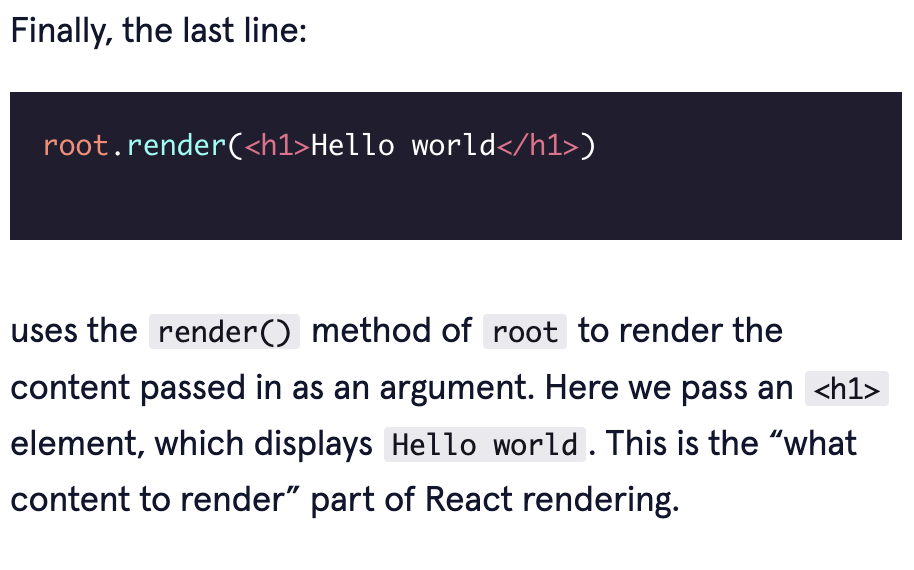 Finally, the last line:
root.render(<h1>Hello world</h1>)
uses the render() method of root to render the
content passed in as an argument. Here we pass an <h1>
element, which displays Hello world. This is the “what
content to render” part of React rendering.